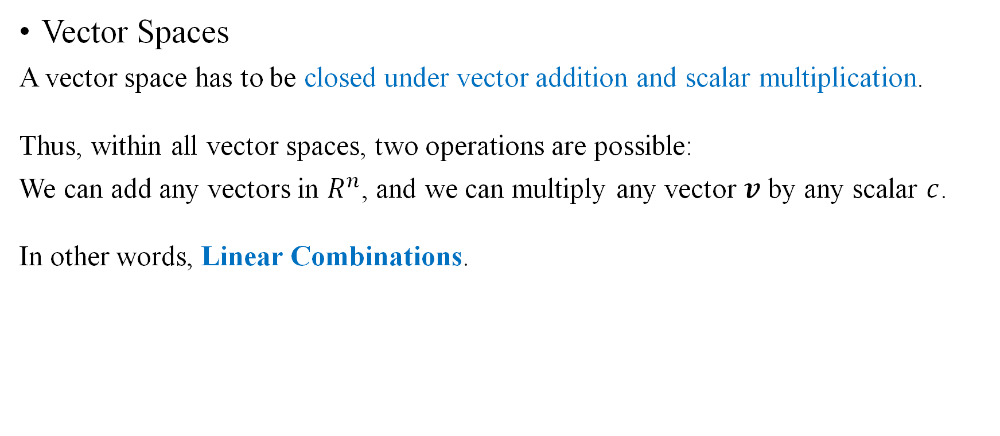 • Vector Spaces
A vector space has to be closed under vector addition and scalar multiplication.
Thus, within all vector spaces, two operations are possible:
We can add any vectors in Rⁿ, and we can multiply any vector v by any scalar c.
In other words, Linear Combinations.